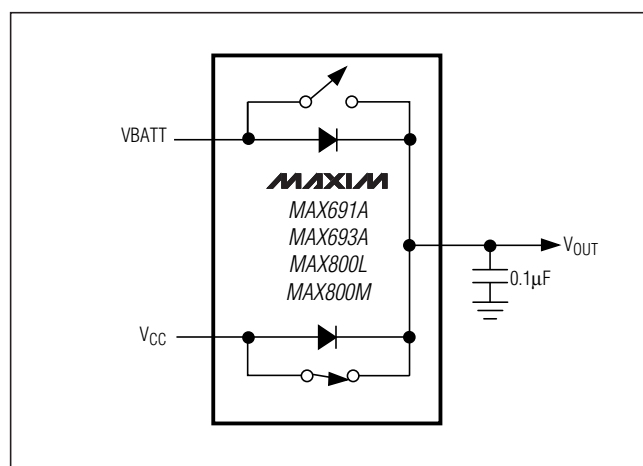 VBATT
MAXIM
MAX691A
MAX693A
MAX800L
MAX800M
VOUT
0.1µF
VCC